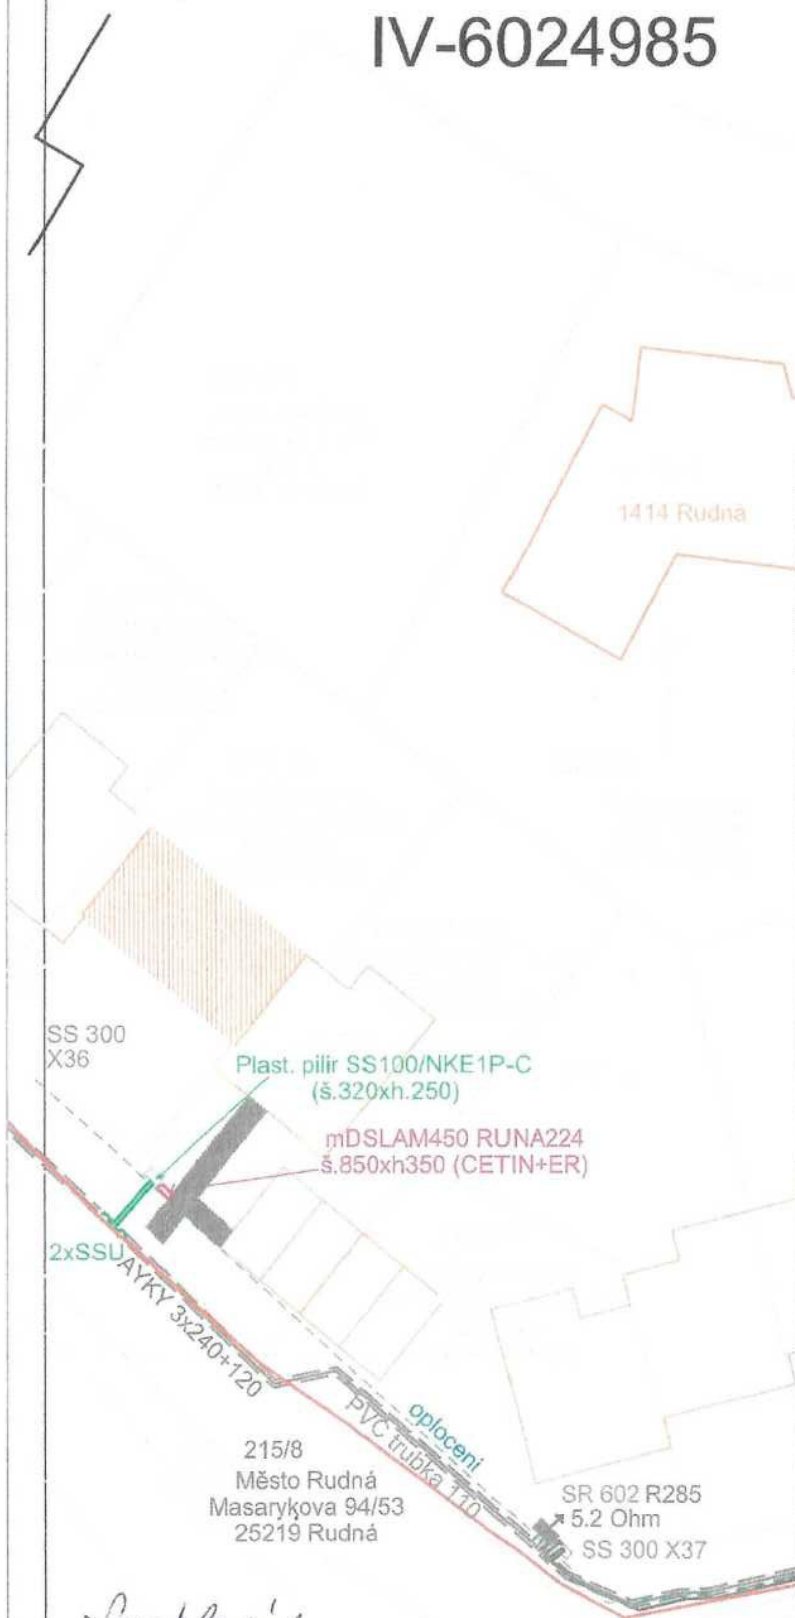 IV-6024985
1414 Rudná
SS 300
X36
Plast. pilir SS100/NKE1P-C
(š.320xh.250)
mDSLAM450 RUNA224
š.850xh350 (CETIN+ER)
2xSSU
AYKY 3x240+120
PVC trubka 110
oploceni
215/8
Město Rudná
Masarykova 94/53
25219 Rudná
SR 602 R285
5.2 Ohm
SS 300 X37